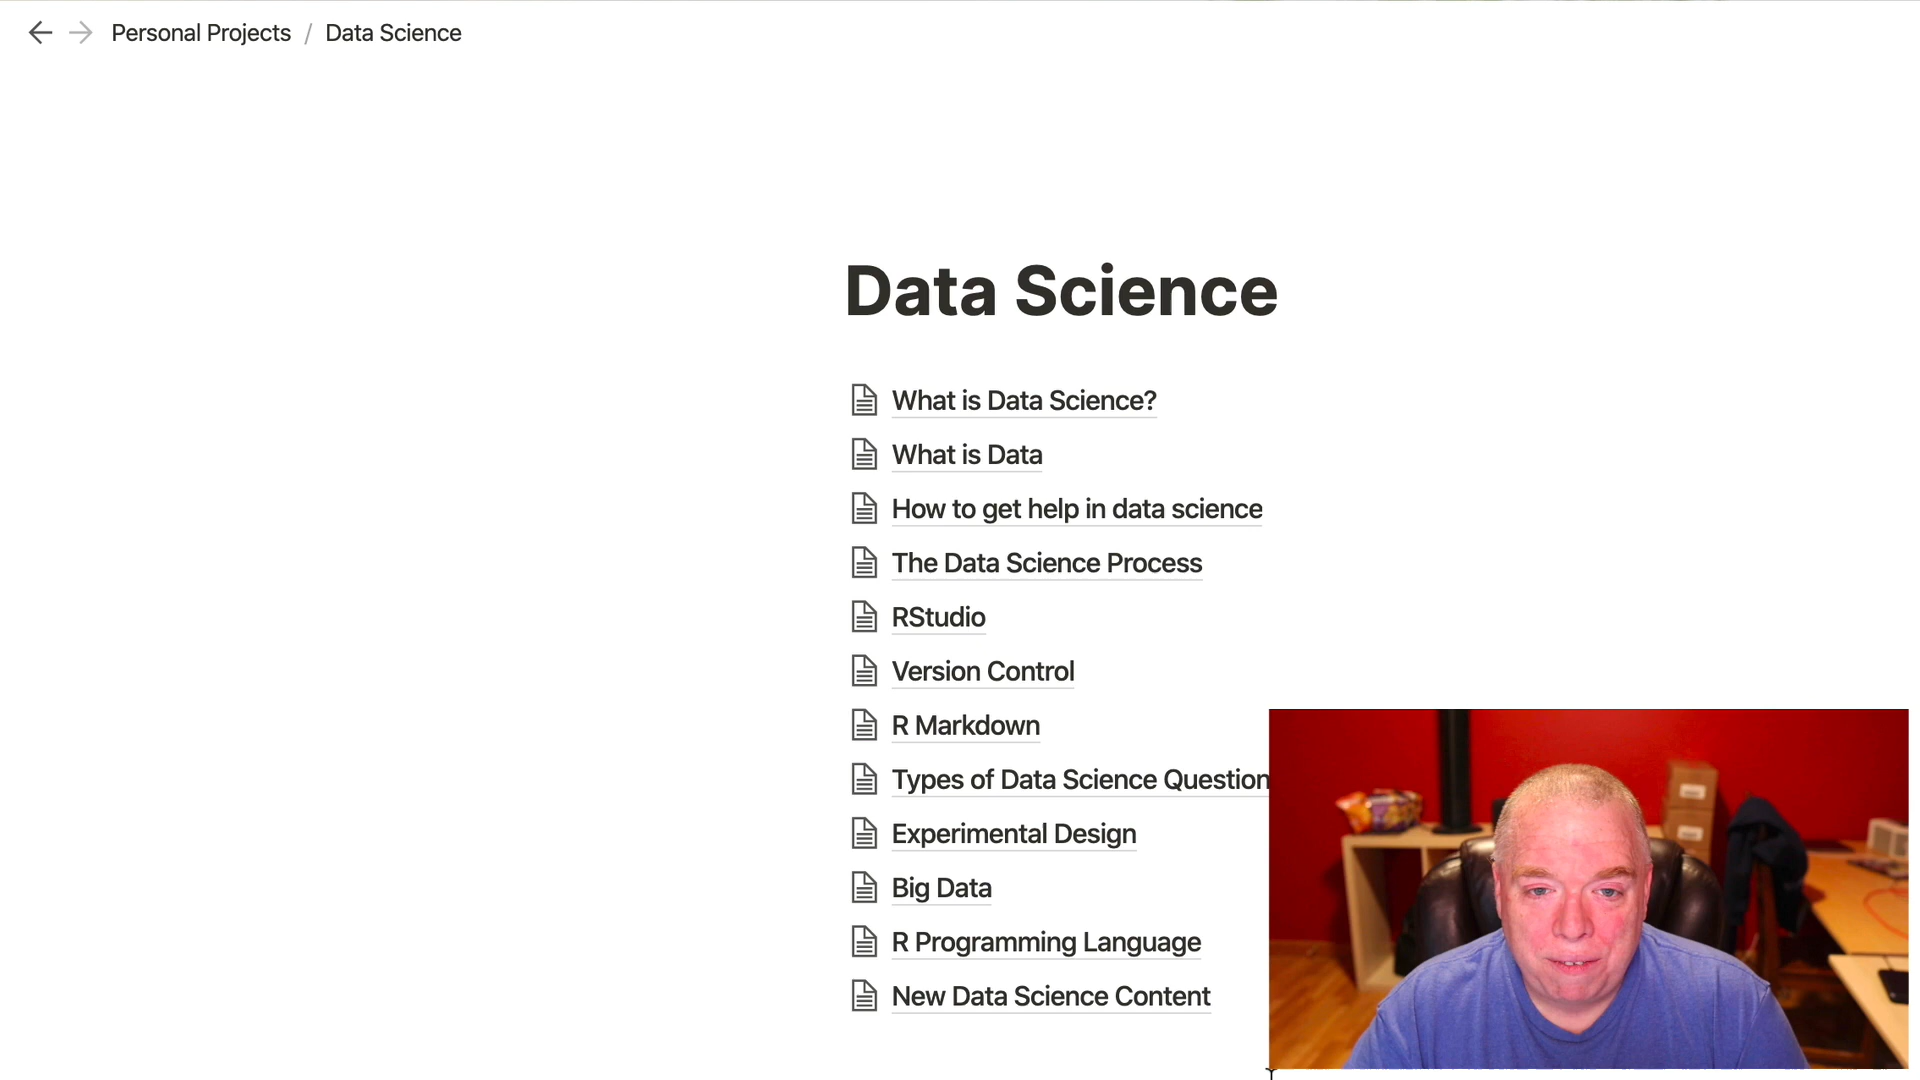 Personal Projects / Data Science
Data Science
What is Data Science?
What is Data
How to get help in data science
The Data Science Process
RStudio
Version Control
R Markdown
Types of Data Science Question
Experimental Design
Big Data
R Programming Language
New Data Science Content